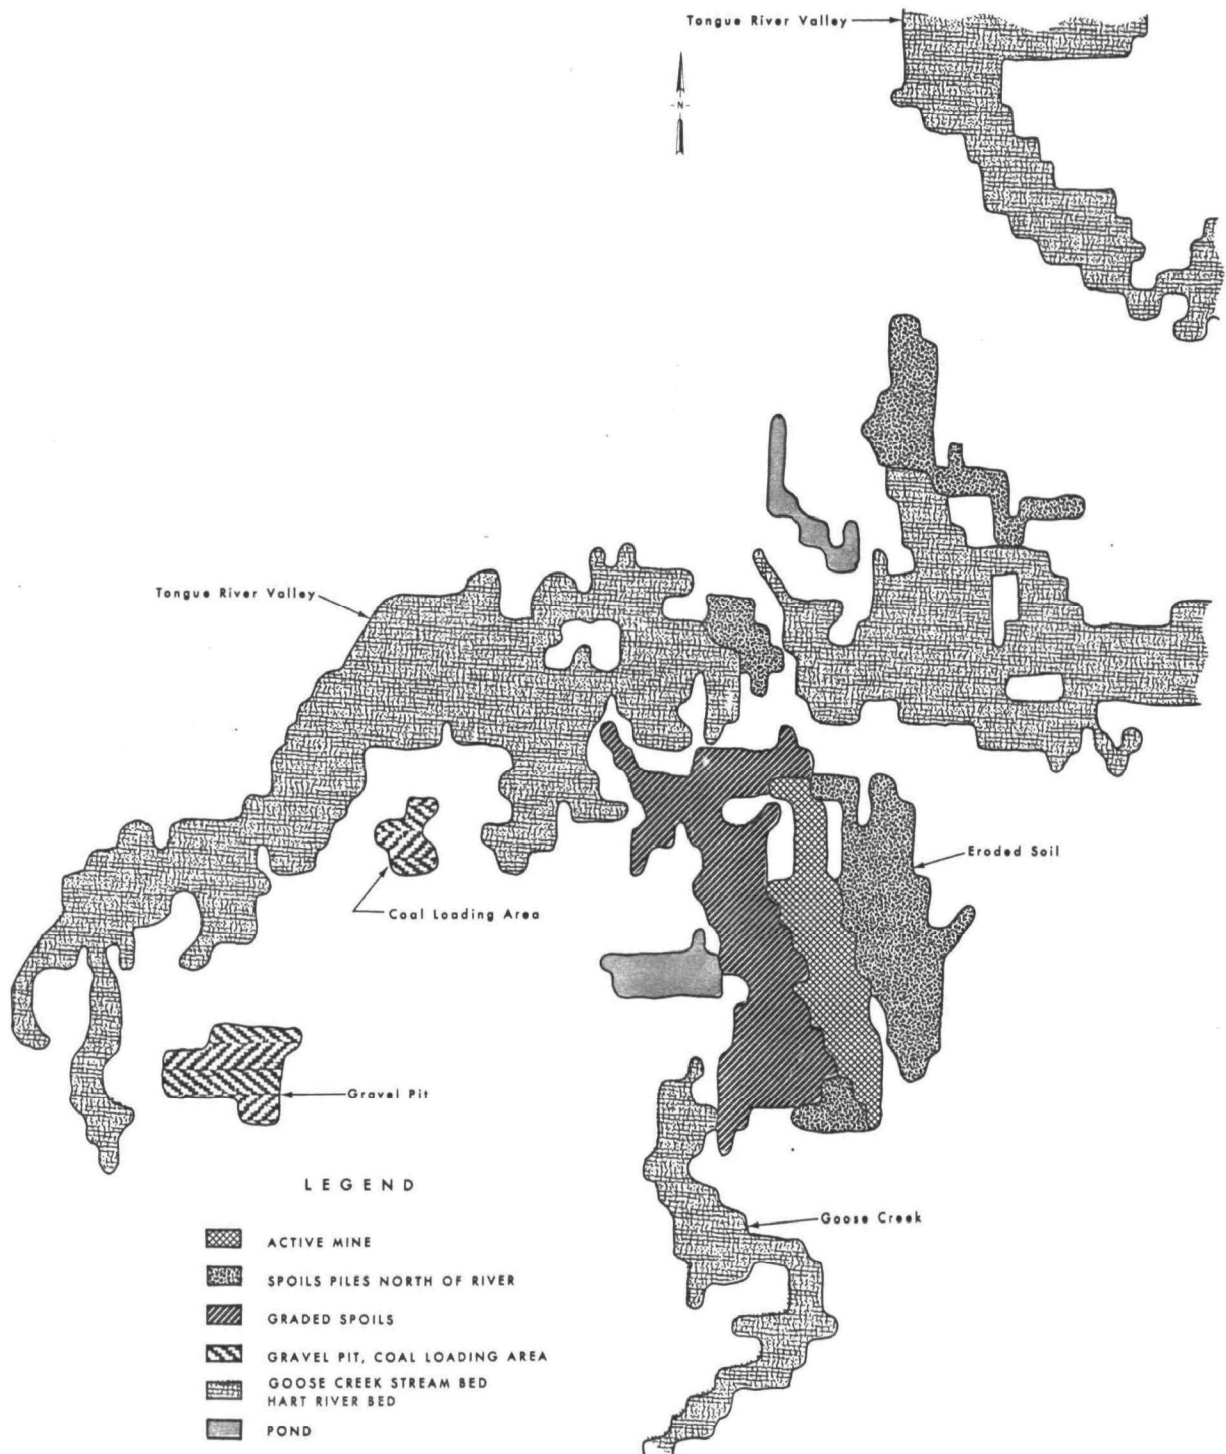 Tongue River Valley
N
Tongue River Valley
Eroded Soil
Coal Loading Area
Gravel Pit
Goose Creek
LEGEND
ACTIVE MINE
SPOILS PILES NORTH OF RIVER
GRADED SPOILS
GRAVEL PIT, COAL LOADING AREA
GOOSE CREEK STREAM BED
HART RIVER BED
POND